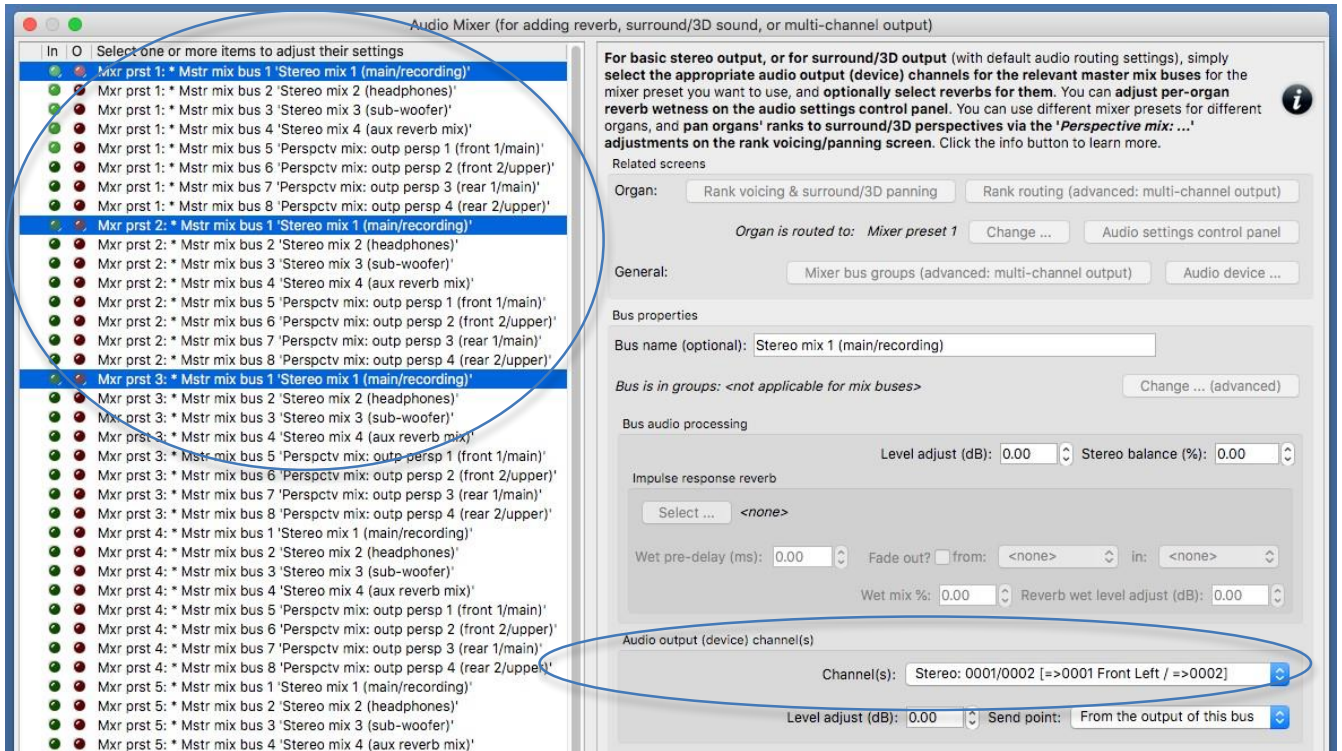 Audio Mixer (for adding reverb, surround/3D sound, or multi-channel output)
In O Select one or more items to adjust their settings
Mxr prst 1: * Mstr mix bus 1 'Stereo mix 1 (main/recording)'
Mxr prst 1: * Mstr mix bus 2 'Stereo mix 2 (headphones)'
Mxr prst 1: * Mstr mix bus 3 'Stereo mix 3 (sub-woofer)'
Mxr prst 1: * Mstr mix bus 4 'Stereo mix 4 (aux reverb mix)'
Mxr prst 1: * Mstr mix bus 5 'Perspctv mix: outp persp 1 (front 1/main)'
Mxr prst 1: * Mstr mix bus 6 'Perspctv mix: outp persp 2 (front 2/upper)'
Mxr prst 1: * Mstr mix bus 7 'Perspctv mix: outp persp 3 (rear 1/main)'
Mxr prst 1: * Mstr mix bus 8 'Perspctv mix: outp persp 4 (rear 2/upper)'
Mxr prst 2: * Mstr mix bus 1 'Stereo mix 1 (main/recording)'
Mxr prst 2: * Mstr mix bus 2 'Stereo mix 2 (headphones)'
Mxr prst 2: * Mstr mix bus 3 'Stereo mix 3 (sub-woofer)'
Mxr prst 2: * Mstr mix bus 4 'Stereo mix 4 (aux reverb mix)'
Mxr prst 2: * Mstr mix bus 5 'Perspctv mix: outp persp 1 (front 1/main)'
Mxr prst 2: * Mstr mix bus 6 'Perspctv mix: outp persp 2 (front 2/upper)'
Mxr prst 2: * Mstr mix bus 7 'Perspctv mix: outp persp 3 (rear 1/main)'
Mxr prst 2: * Mstr mix bus 8 'Perspctv mix: outp persp 4 (rear 2/upper)'
Mxr prst 3: * Mstr mix bus 1 'Stereo mix 1 (main/recording)'
Mxr prst 3: * Mstr mix bus 2 'Stereo mix 2 (headphones)'
Mxr prst 3: * Mstr mix bus 3 'Stereo mix 3 (sub-woofer)'
Mxr prst 3: * Mstr mix bus 4 'Stereo mix 4 (aux reverb mix)'
Mxr prst 3: * Mstr mix bus 5 'Perspctv mix: outp persp 1 (front 1/main)'
Mxr prst 3: * Mstr mix bus 6 'Perspctv mix: outp persp 2 (front 2/upper)'
Mxr prst 3: * Mstr mix bus 7 'Perspctv mix: outp persp 3 (rear 1/main)'
Mxr prst 3: * Mstr mix bus 8 'Perspctv mix: outp persp 4 (rear 2/upper)'
Mxr prst 4: * Mstr mix bus 1 'Stereo mix 1 (main/recording)'
Mxr prst 4: * Mstr mix bus 2 'Stereo mix 2 (headphones)'
Mxr prst 4: * Mstr mix bus 3 'Stereo mix 3 (sub-woofer)'
Mxr prst 4: * Mstr mix bus 4 'Stereo mix 4 (aux reverb mix)'
Mxr prst 4: * Mstr mix bus 5 'Perspctv mix: outp persp 1 (front 1/main)'
Mxr prst 4: * Mstr mix bus 6 'Perspctv mix: outp persp 2 (front 2/upper)'
Mxr prst 4: * Mstr mix bus 7 'Perspctv mix: outp persp 3 (rear 1/main)'
Mxr prst 4: * Mstr mix bus 8 'Perspctv mix: outp persp 4 (rear 2/upper)'
Mxr prst 5: * Mstr mix bus 1 'Stereo mix 1 (main/recording)'
Mxr prst 5: * Mstr mix bus 2 'Stereo mix 2 (headphones)'
Mxr prst 5: * Mstr mix bus 3 'Stereo mix 3 (sub-woofer)'
Mxr prst 5: * Mstr mix bus 4 'Stereo mix 4 (aux reverb mix)'
For basic stereo output, or for surround/3D output (with default audio routing settings), simply
select the appropriate audio output (device) channels for the relevant master mix buses for the
mixer preset you want to use, and optionally select reverbs for them. You can adjust per-organ
reverb wetness on the audio settings control panel. You can use different mixer presets for different
organs, and pan organs' ranks to surround/3D perspectives via the 'Perspective mix: ...'
adjustments on the rank voicing/panning screen. Click the info button to learn more.
i
Related screens
Organ: Rank voicing & surround/3D panning Rank routing (advanced: multi-channel output)
Organ is routed to: Mixer preset 1 Change ... Audio settings control panel
General: Mixer bus groups (advanced: multi-channel output) Audio device ...
Bus properties
Bus name (optional): Stereo mix 1 (main/recording)
Bus is in groups: <not applicable for mix buses> Change ... (advanced)
Bus audio processing
Level adjust (dB): 0.00 Stereo balance (%): 0.00
Impulse response reverb
Select ... <none>
Wet pre-delay (ms): 0.00 Fade out? from: <none> in: <none>
Wet mix %: 0.00 Reverb wet level adjust (dB): 0.00
Audio output (device) channel(s)
Channel(s): Stereo: 0001/0002 [=>0001 Front Left / =>0002]
Level adjust (dB): 0.00 Send point: From the output of this bus